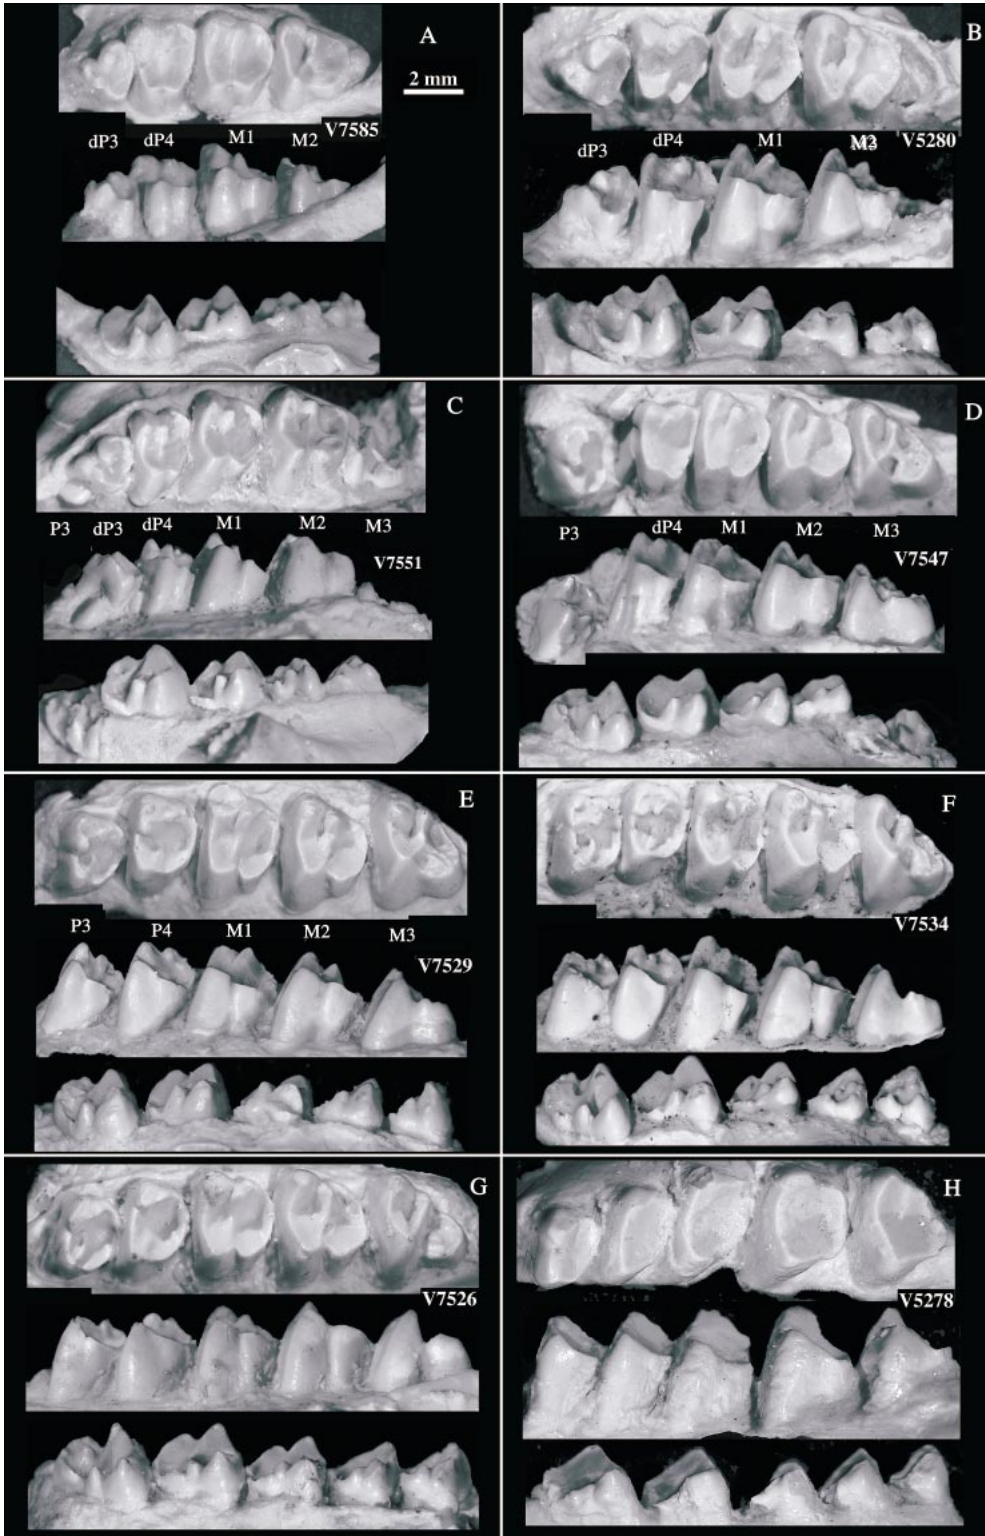 A
2 mm
V7585
dP3 dP4 M1 M2
B
V5280
dP3 dP4 M1
C
P3 dP3 dP4 M1 M2 M3
V7551
D
P3 dP4 M1 M2 M3
V7547
E
P3 P4 M1 M2 M3
V7529
F
V7534
G
V7526
H
V5278